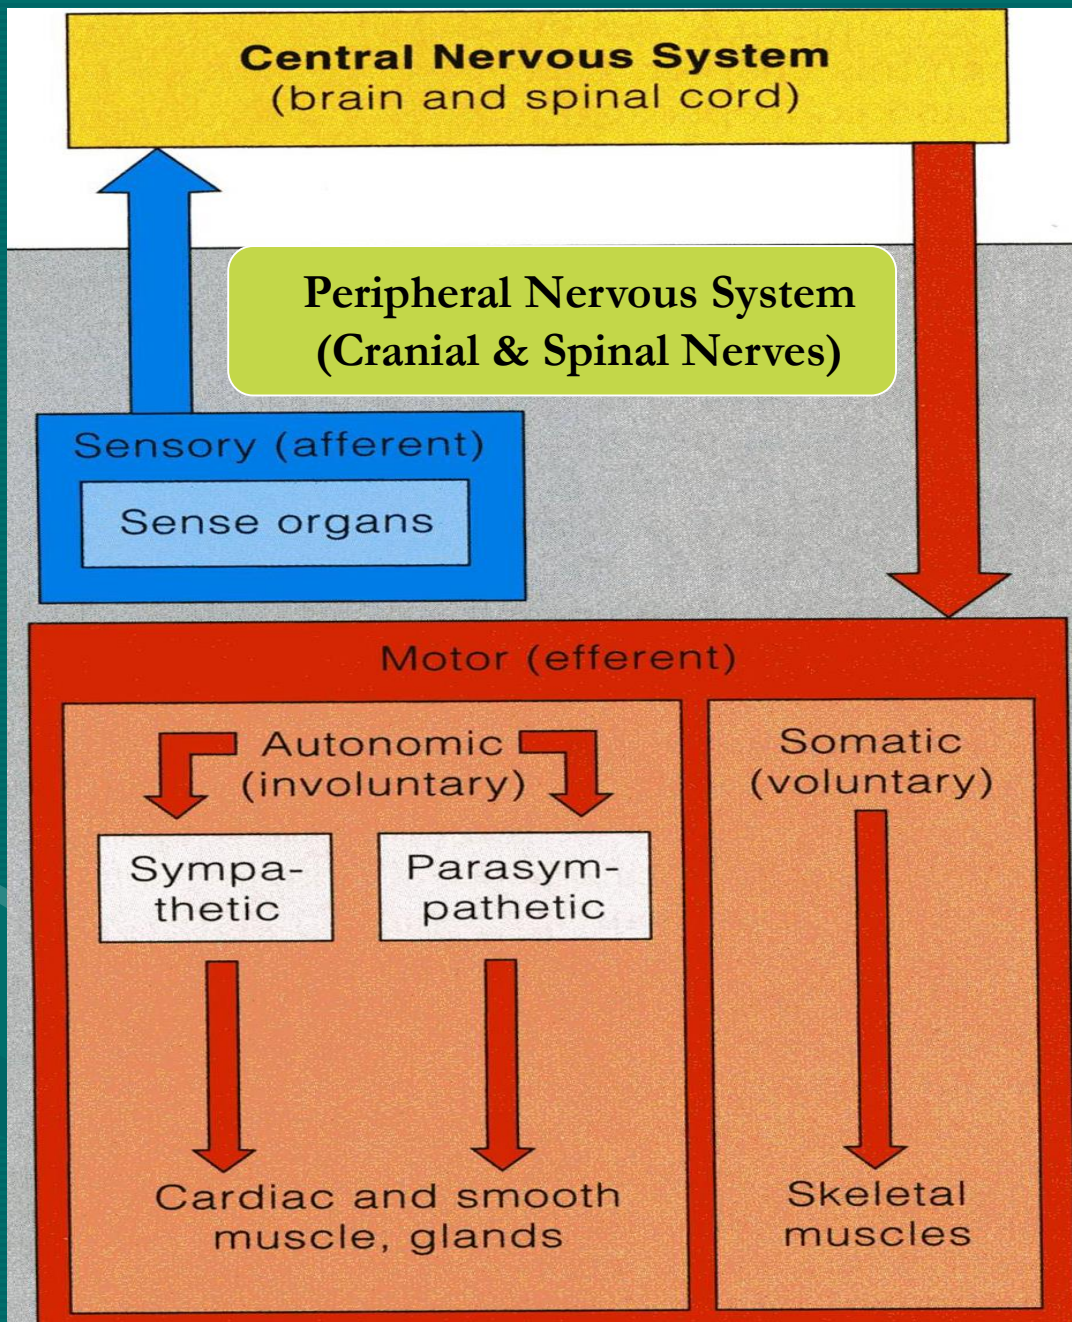 Central Nervous System
(brain and spinal cord)
Peripheral Nervous System
(Cranial & Spinal Nerves)
Sensory (afferent)
Sense organs
Motor (efferent)
Autonomic
(involuntary)
Sympa-
thetic
Parasym-
pathetic
Cardiac and smooth
muscle, glands
Somatic
(voluntary)
Skeletal
muscles